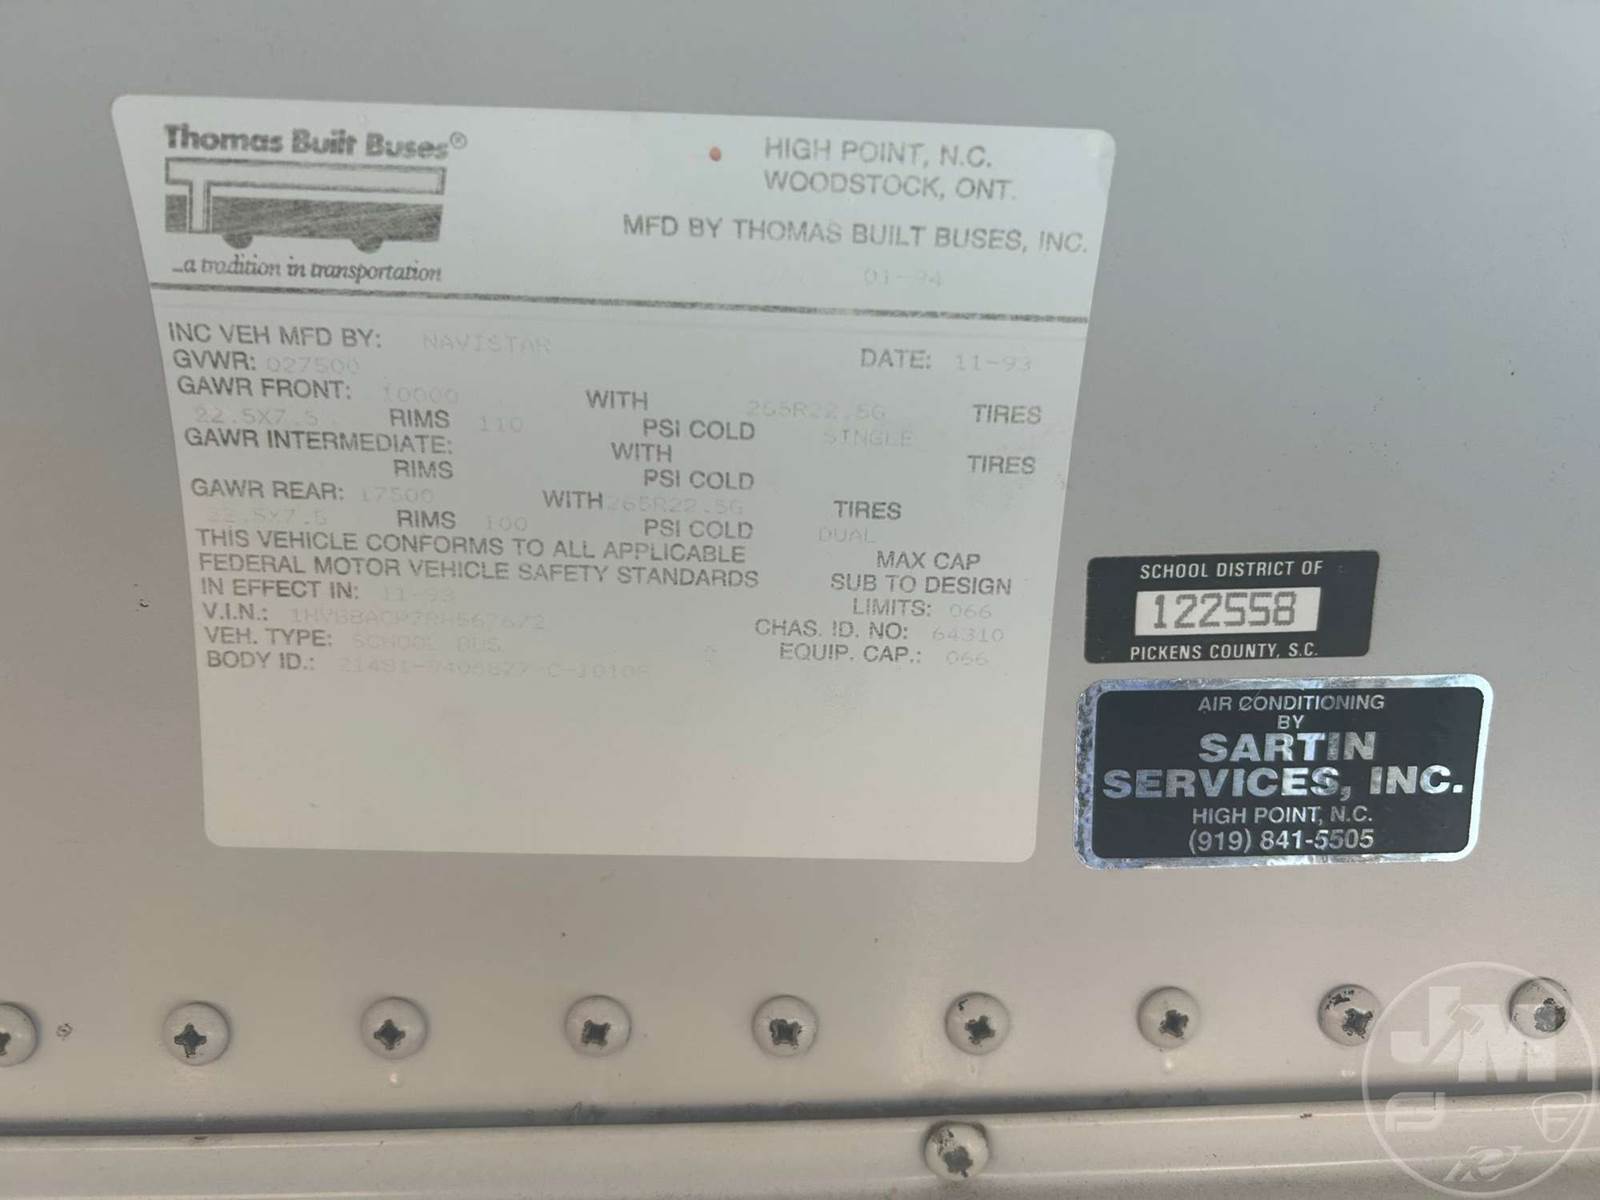 Thomas Built Buses®
...a tradition in transportation
HIGH POINT, N.C.
WOODSTOCK, ONT.
MFD BY THOMAS BUILT BUSES, INC.
01-94
INC VEH MFD BY: NAVISTAR DATE: 11-93
GVWR: 027500
GAWR FRONT: 10000 WITH 265R22.5G TIRES
22.5X7.5 RIMS 110 PSI COLD SINGLE
GAWR INTERMEDIATE: WITH TIRES
RIMS PSI COLD
GAWR REAR: 17500 WITH 265R22.5G TIRES
22.5X7.5 RIMS 100 PSI COLD DUAL
THIS VEHICLE CONFORMS TO ALL APPLICABLE
FEDERAL MOTOR VEHICLE SAFETY STANDARDS
IN EFFECT IN: 11-93
V.I.N.:
VEH. TYPE: SCHOOL BUS
BODY ID.:
MAX CAP
SUB TO DESIGN
LIMITS: 066
CHAS. ID. NO: 64310
EQUIP. CAP.: 066
SCHOOL DISTRICT OF
122558
PICKENS COUNTY, S.C.
AIR CONDITIONING
BY
SARTIN
SERVICES, INC.
HIGH POINT, N.C.
(919) 841-5505
JM